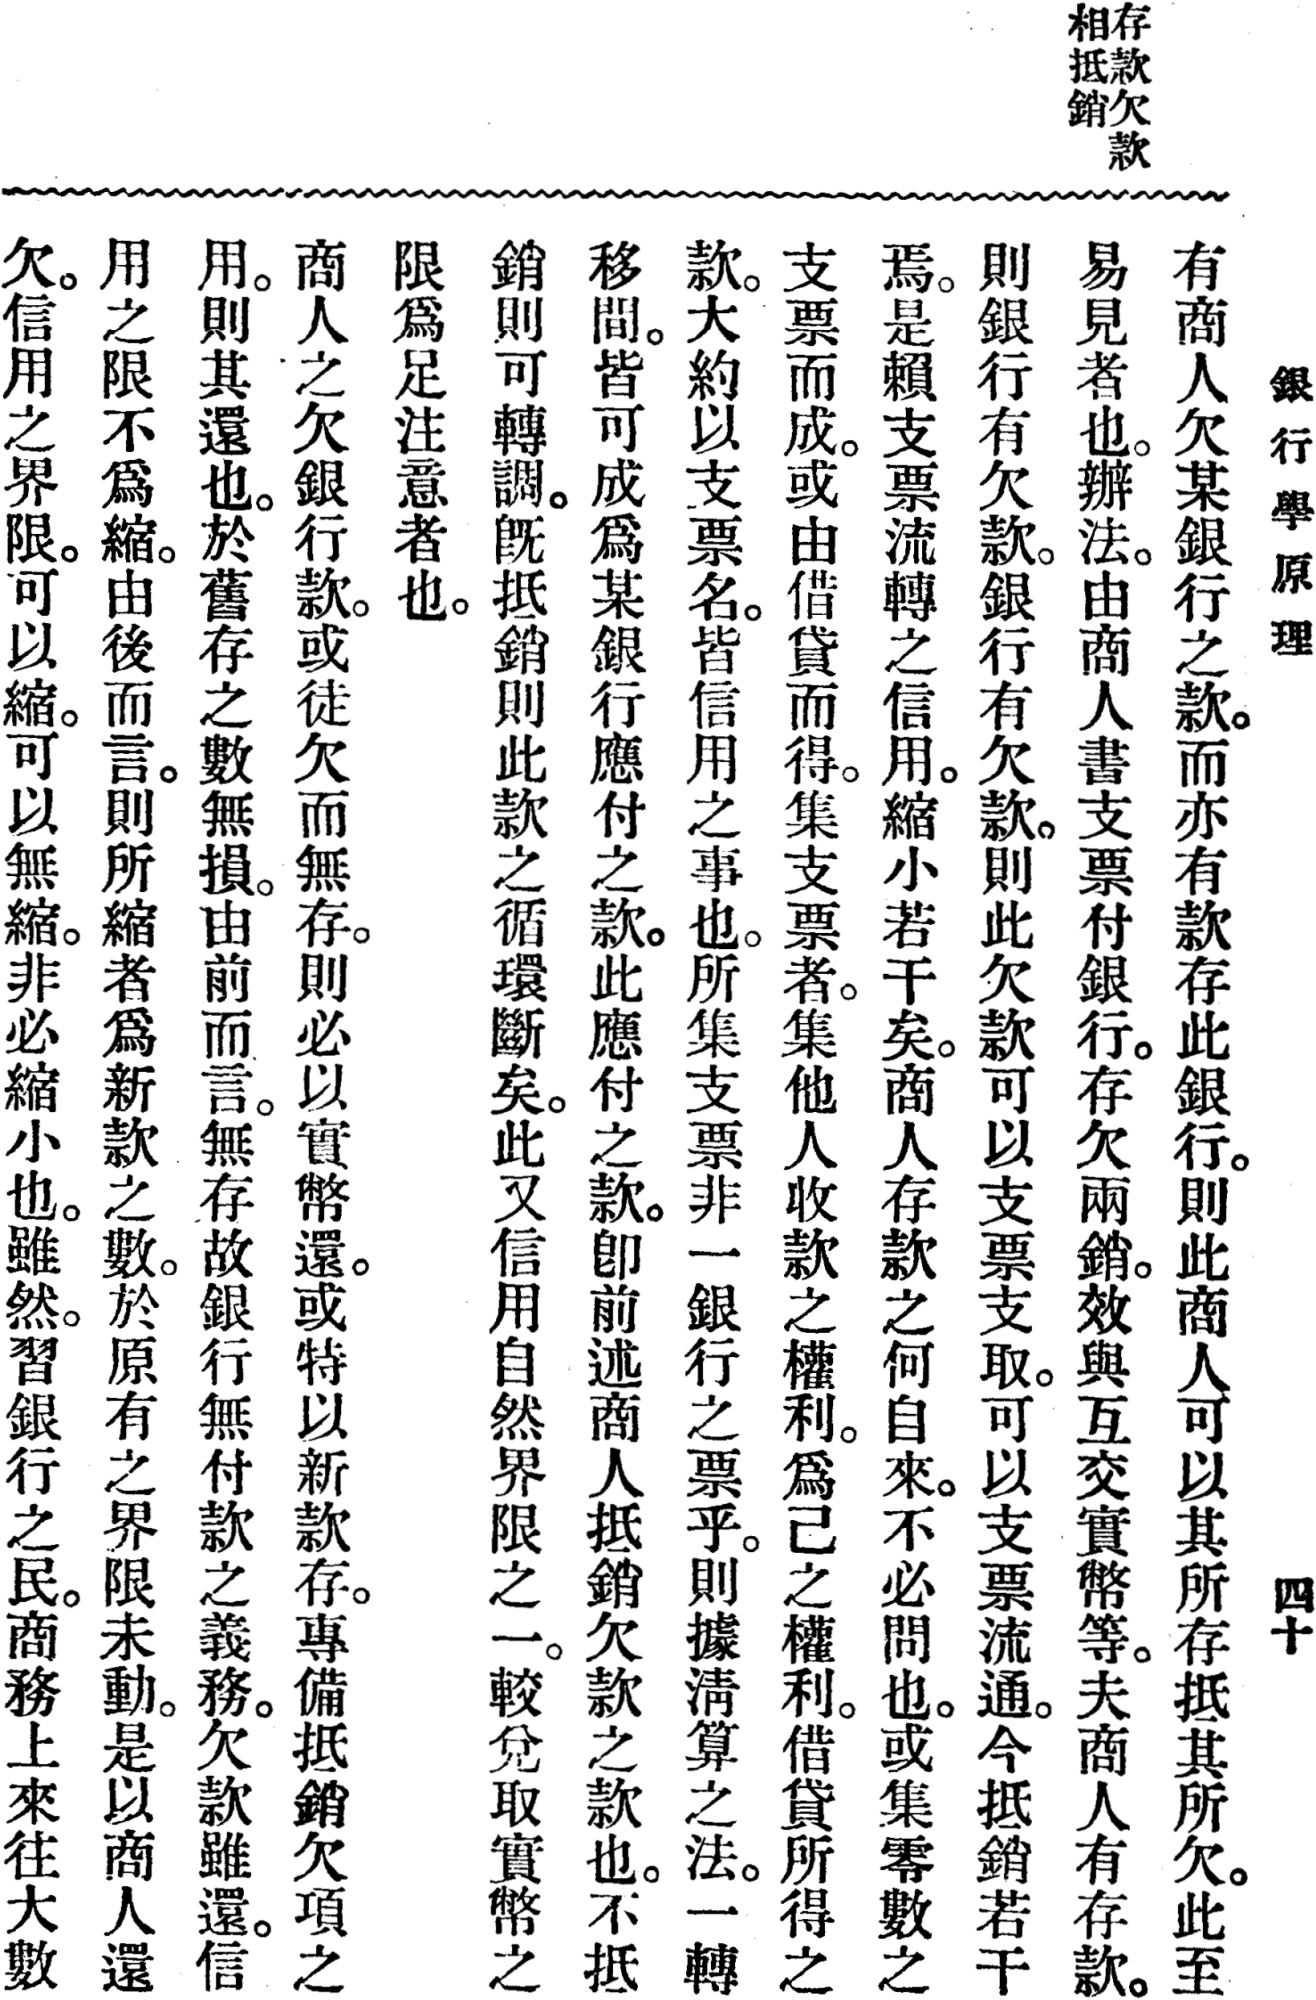 銀行學原理
四十
存款欠款
相抵銷
有商人欠某銀行之款。而亦有款存此銀行。則此商人可以其所存抵其所欠。此至
易見者也。辦法。由商人書支票付銀行。存欠兩銷。效與互交實幣等。夫商人有存款。
則銀行有欠款。銀行有欠款。則此欠款可以支票支取。可以支票流通。今抵銷若干
焉。是賴支票流轉之信用。縮小若干矣。商人存款之何自來。不必問也。或集零數之
支票而成。或由借貸而得。集支票者。集他人收款之權利。爲己之權利。借貸所得之
款。大約以支票名。皆信用之事也。所集支票非一銀行之票乎。則據淸算之法。一轉
移間。皆可成爲某銀行應付之款。此應付之款。卽前述商人抵銷欠款之款也。不抵
銷則可轉調。旣抵銷則此款之循環斷矣。此又信用自然界限之一。較兌取實幣之
限爲足注意者也。
商人之欠銀行款。或徒欠而無存。則必以實幣還。或特以新款存。專備抵銷欠項之
用。則其還也。於舊存之數無損。由前而言。無存故銀行無付款之義務。欠款雖還。信
用之限不爲縮。由後而言。則所縮者爲新款之數。於原有之界限未動。是以商人還
欠。信用之界限。可以縮。可以無縮。非必縮小也。雖然。習銀行之民。商務上來往大數